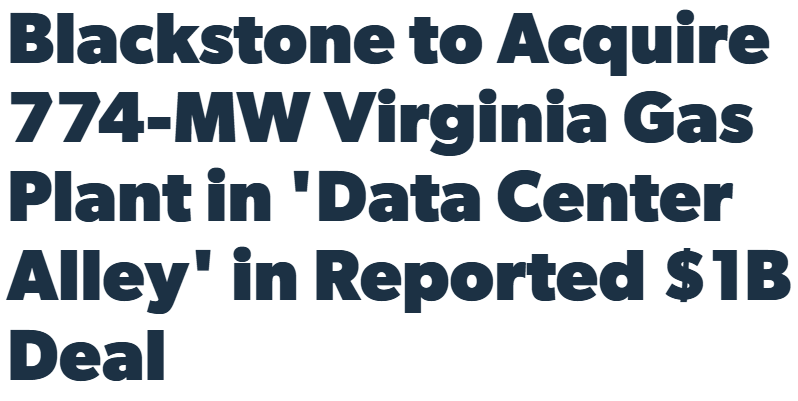 Blackstone to Acquire
774-MW Virginia Gas
Plant in 'Data Center
Alley' in Reported $1B
Deal